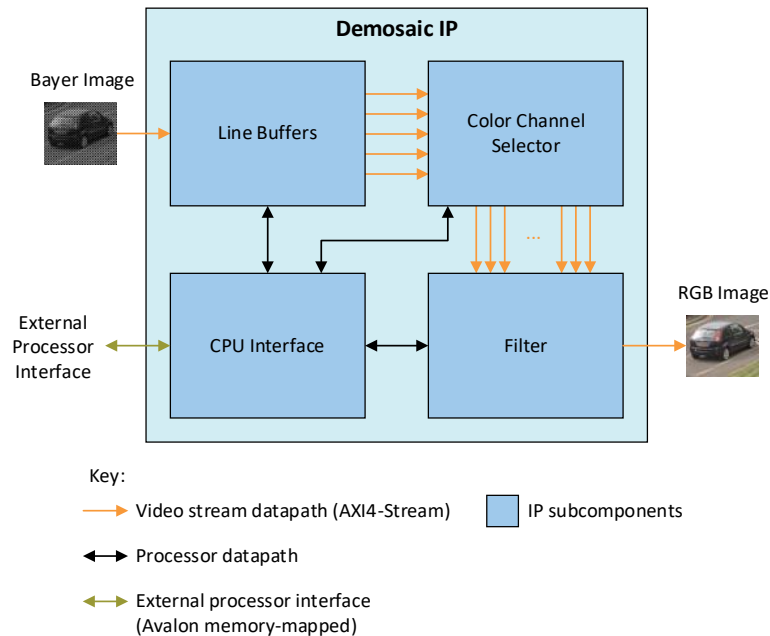 Demosaic IP
Bayer Image
Line Buffers
Color Channel
Selector
...
RGB Image
External
Processor
Interface
CPU Interface
Filter
Key:
Video stream datapath (AXI4-Stream)
IP subcomponents
Processor datapath
External processor interface
(Avalon memory-mapped)